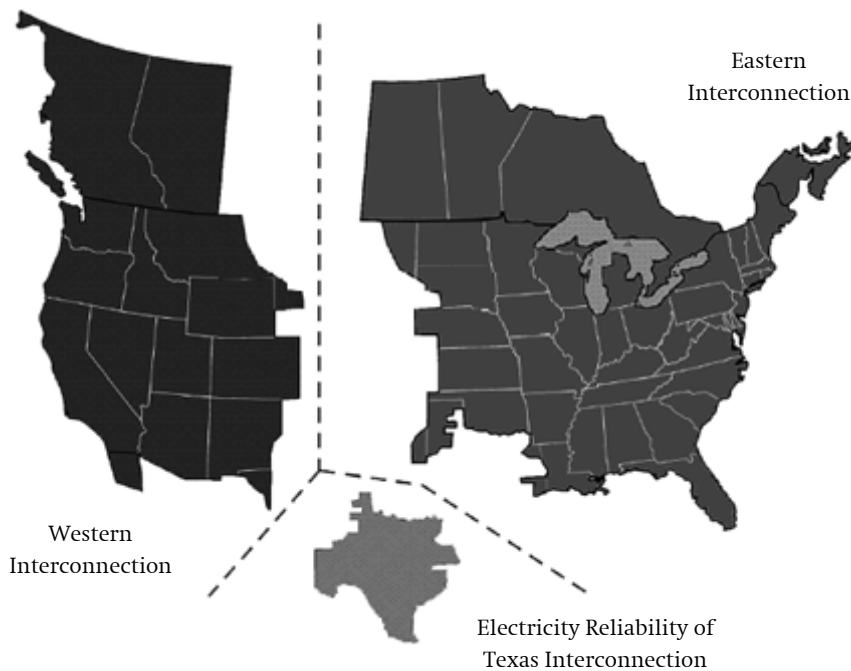 Eastern
Interconnection
Western
Interconnection
Electricity Reliability of
Texas Interconnection